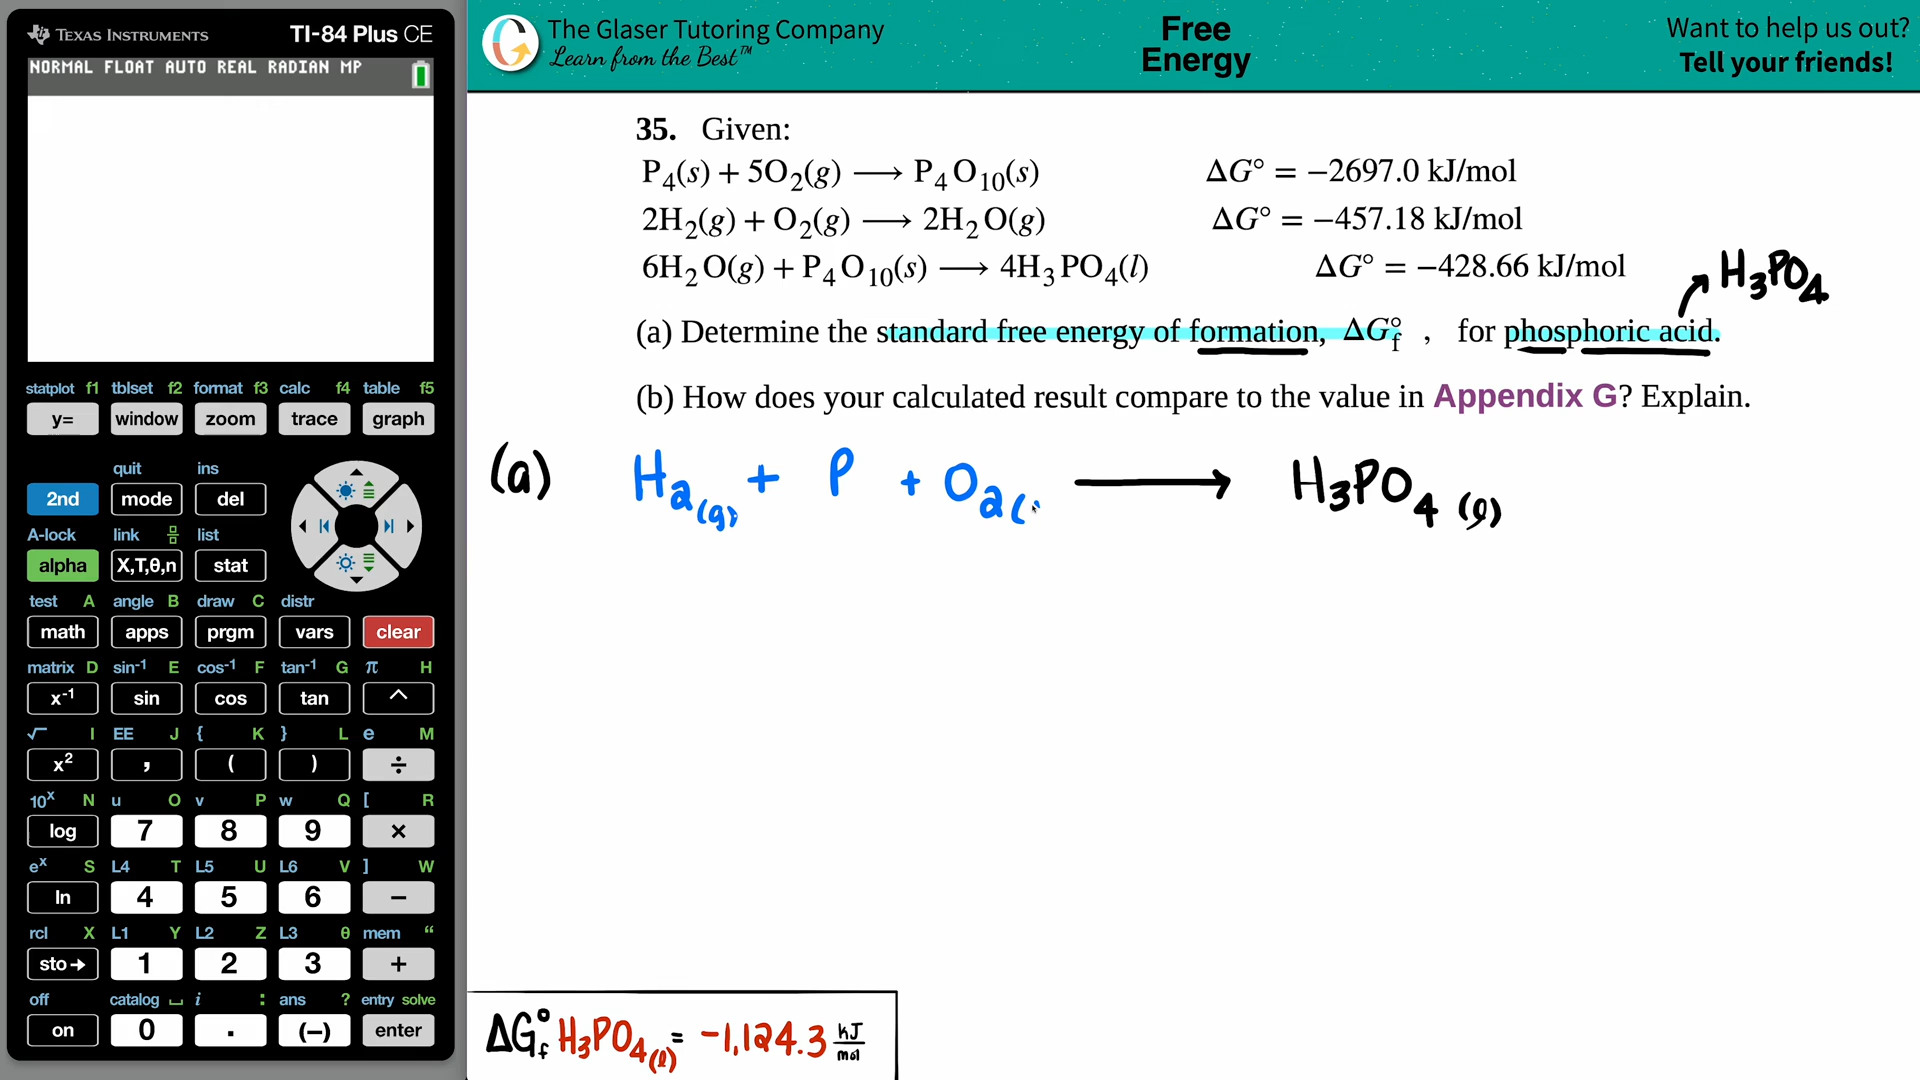 TEXAS INSTRUMENTS TI-84 Plus CE
NORMAL FLOAT AUTO REAL RADIAN MP
statplot f1 tblset f2 format f3 calc f4 table f5
y= window zoom trace graph
quit ins
2nd mode del
A-lock link list
alpha X,T,θ,n stat
test A angle B draw C distr
math apps prgm vars clear
matrix D sin⁻¹ E cos⁻¹ F tan⁻¹ G π H
x⁻¹ sin cos tan ^
√ I EE J { K } L e M
x² , ( ) ÷
10ˣ N u O v P w Q [ R
log 7 8 9 ×
eˣ S L4 T L5 U L6 V ] W
ln 4 5 6 −
rcl X L1 Y L2 Z L3 θ mem “
sto→ 1 2 3 +
off catalog ⎵ i : ans ? entry solve
on 0 . (−) enter
The Glaser Tutoring Company
Learn from the Best™
Free
Energy
Want to help us out?
Tell your friends!
35. Given:
P₄(s) + 5O₂(g) ⟶ P₄O₁₀(s) ΔG° = −2697.0 kJ/mol
2H₂(g) + O₂(g) ⟶ 2H₂O(g) ΔG° = −457.18 kJ/mol
6H₂O(g) + P₄O₁₀(s) ⟶ 4H₃PO₄(l) ΔG° = −428.66 kJ/mol
H₃PO₄
(a) Determine the standard free energy of formation, ΔG°f , for phosphoric acid.
(b) How does your calculated result compare to the value in Appendix G? Explain.
(a) H₂(g) + P + O₂( ⟶ H₃PO₄(l)
ΔG°f H₃PO₄(l) = −1,124.3 kJ/mol